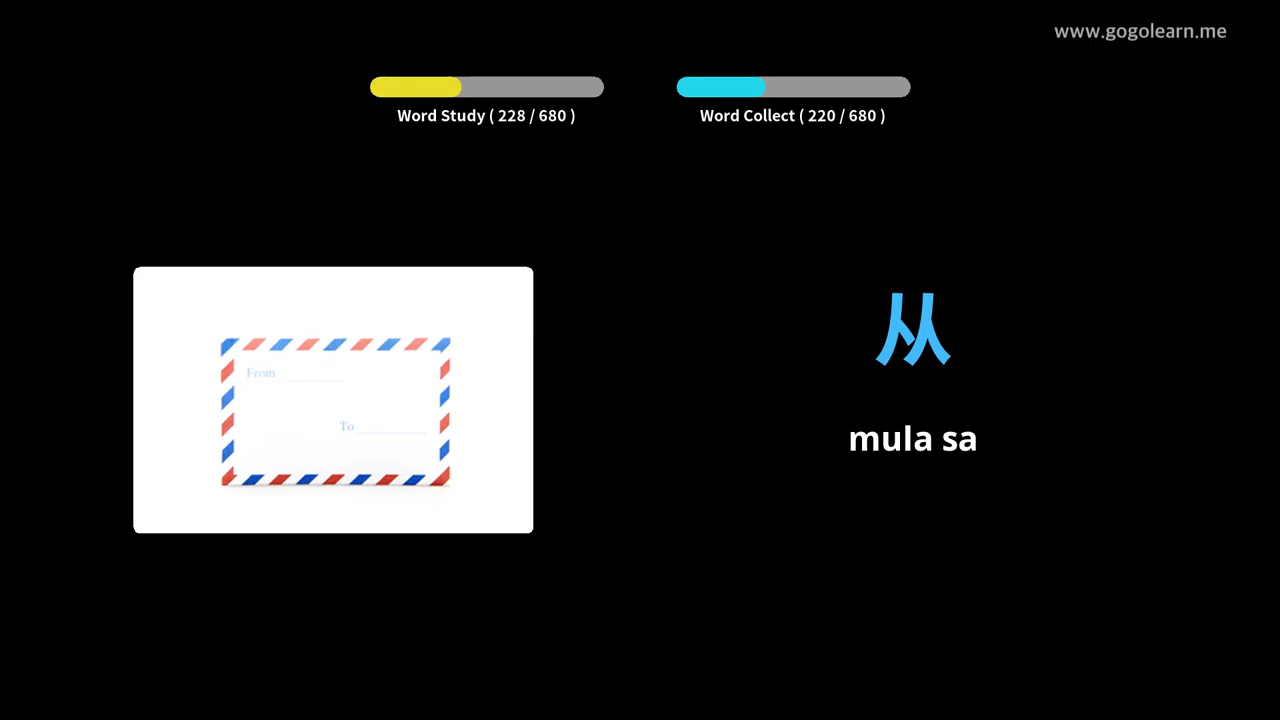 www.gogolearn.me
Word Study ( 228 / 680 )
Word Collect ( 220 / 680 )
From
To
从
mula sa